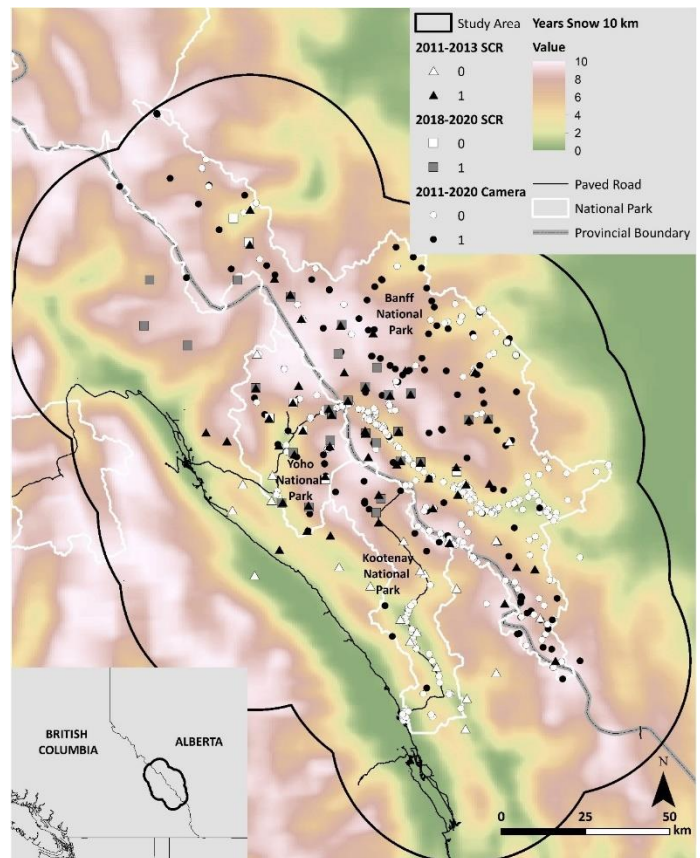 Study Area
2011-2013 SCR
0
1
2018-2020 SCR
0
1
2011-2020 Camera
0
1
Years Snow 10 km
Value
10
8
6
4
2
0
Paved Road
National Park
Provincial Boundary
Banff
National
Park
Yoho
National
Park
Kootenay
National
Park
BRITISH
COLUMBIA
ALBERTA
N
0
25
50
km